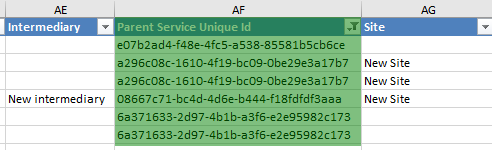 AE AF AG
Intermediary Parent Service Unique Id Site
e07b2ad4-f48e-4fc5-a538-85581b5cb6ce
a296c08c-1610-4f19-bc09-0be29e3a17b7 New Site
a296c08c-1610-4f19-bc09-0be29e3a17b7 New Site
New intermediary 08667c71-bc4d-4d6e-b444-f18fdfdf3aaa New Site
6a371633-2d97-4b1b-a3f6-e2e95982c173
6a371633-2d97-4b1b-a3f6-e2e95982c173